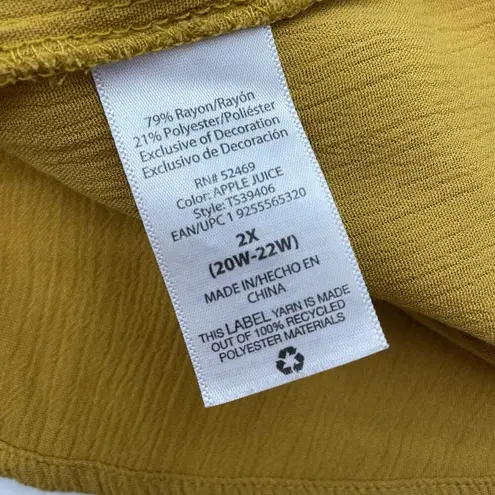 79% Rayon/Rayón
21% Polyester/Poliéster
Exclusive of Decoration
Exclusivo de Decoración
RN# 52469
Color: APPLE JUICE
Style: TS39406
EAN/UPC 1 9255565320
2X
(20W-22W)
MADE IN/HECHO EN
CHINA
THIS LABEL YARN IS MADE
OUT OF 100% RECYCLED
POLYESTER MATERIALS